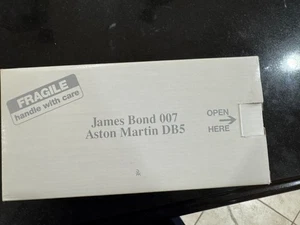 FRAGILE
handle with care
James Bond 007
Aston Martin DB5
OPEN
HERE
&